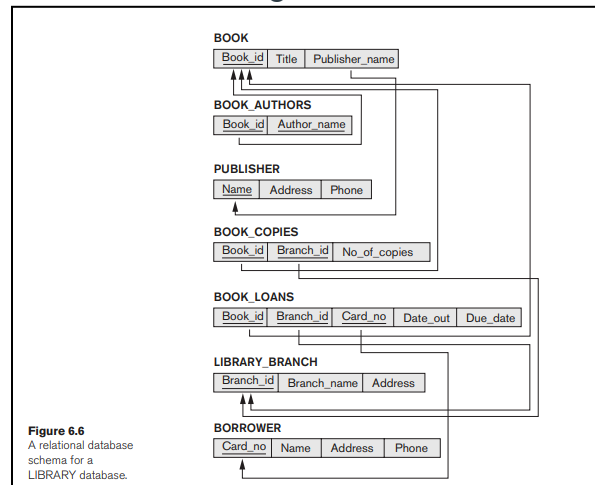 BOOK
Book_id Title Publisher_name
BOOK_AUTHORS
Book_id Author_name
PUBLISHER
Name Address Phone
BOOK_COPIES
Book_id Branch_id No_of_copies
BOOK_LOANS
Book_id Branch_id Card_no Date_out Due_date
LIBRARY_BRANCH
Branch_id Branch_name Address
BORROWER
Card_no Name Address Phone
Figure 6.6
A relational database
schema for a
LIBRARY database.